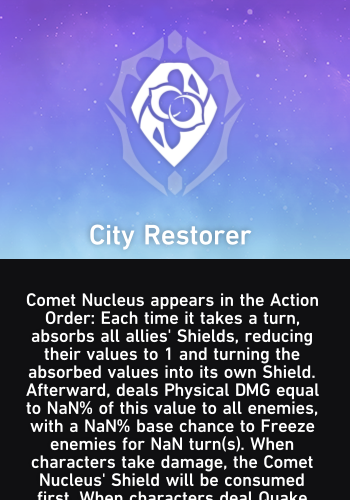 City Restorer
Comet Nucleus appears in the Action
Order: Each time it takes a turn,
absorbs all allies' Shields, reducing
their values to 1 and turning the
absorbed values into its own Shield.
Afterward, deals Physical DMG equal
to NaN% of this value to all enemies,
with a NaN% base chance to Freeze
enemies for NaN turn(s). When
characters take damage, the Comet
Nucleus' Shield will be consumed
first. When characters deal Quake